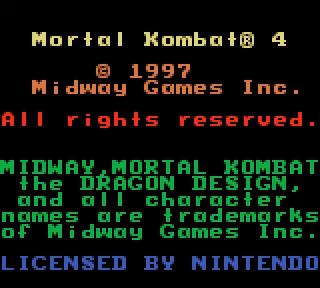 Mortal Kombat® 4
© 1997
Midway Games Inc.
All rights reserved.
MIDWAY,MORTAL KOMBAT
the DRAGON DESIGN,
and all character
names are trademarks
of Midway Games Inc.
LICENSED BY NINTENDO